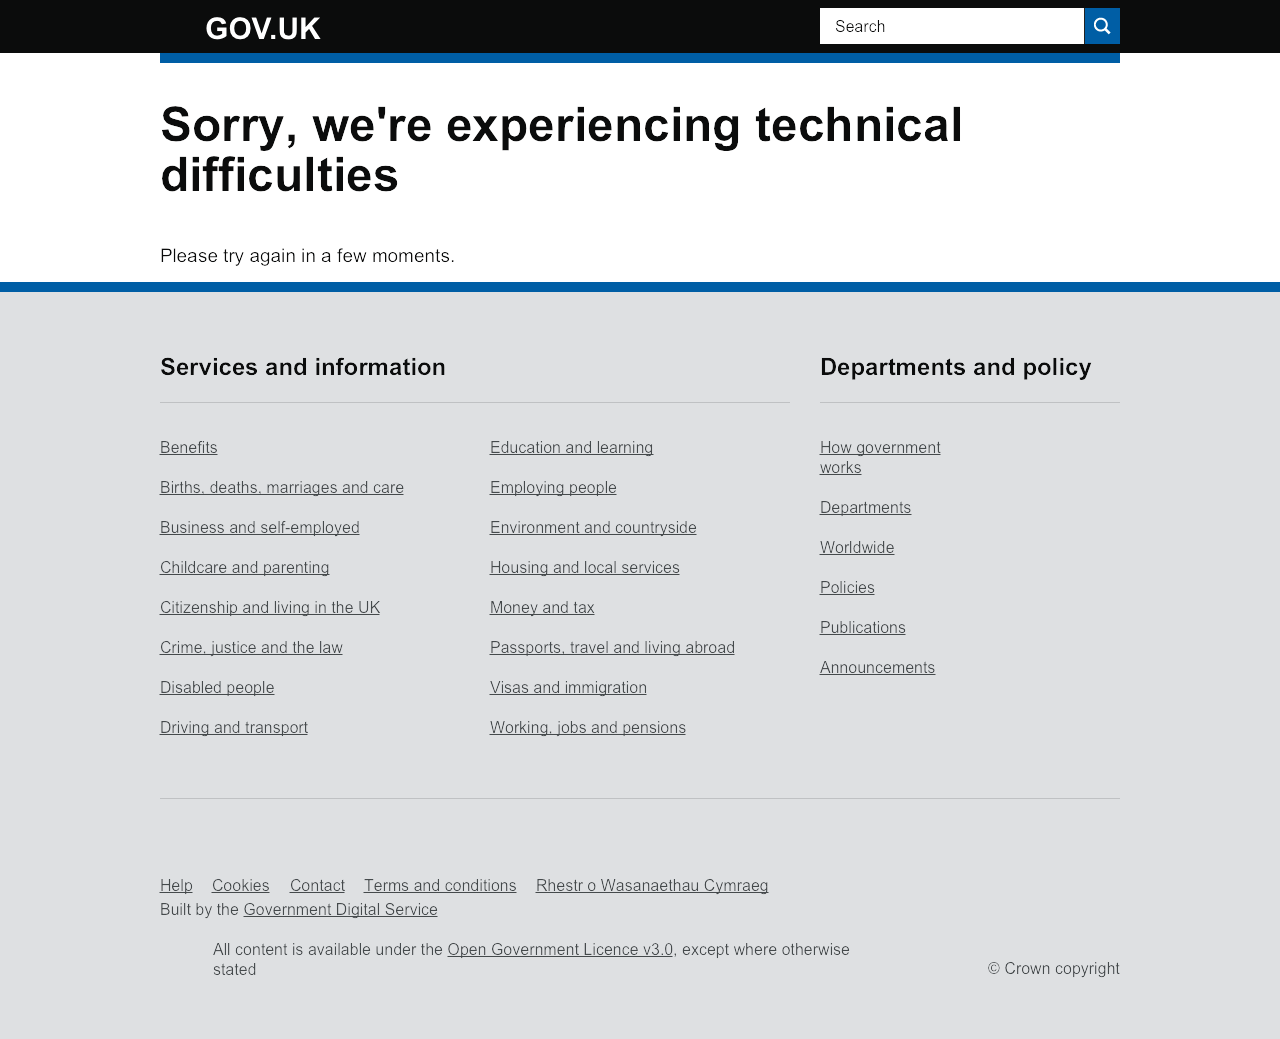 GOV.UK
Search
Sorry, we're experiencing technical
difficulties
Please try again in a few moments.
Services and information
Departments and policy
Benefits
Births, deaths, marriages and care
Business and self-employed
Childcare and parenting
Citizenship and living in the UK
Crime, justice and the law
Disabled people
Driving and transport
Education and learning
Employing people
Environment and countryside
Housing and local services
Money and tax
Passports, travel and living abroad
Visas and immigration
Working, jobs and pensions
How government
works
Departments
Worldwide
Policies
Publications
Announcements
Help Cookies Contact Terms and conditions Rhestr o Wasanaethau Cymraeg
Built by the Government Digital Service
All content is available under the Open Government Licence v3.0, except where otherwise
stated
© Crown copyright